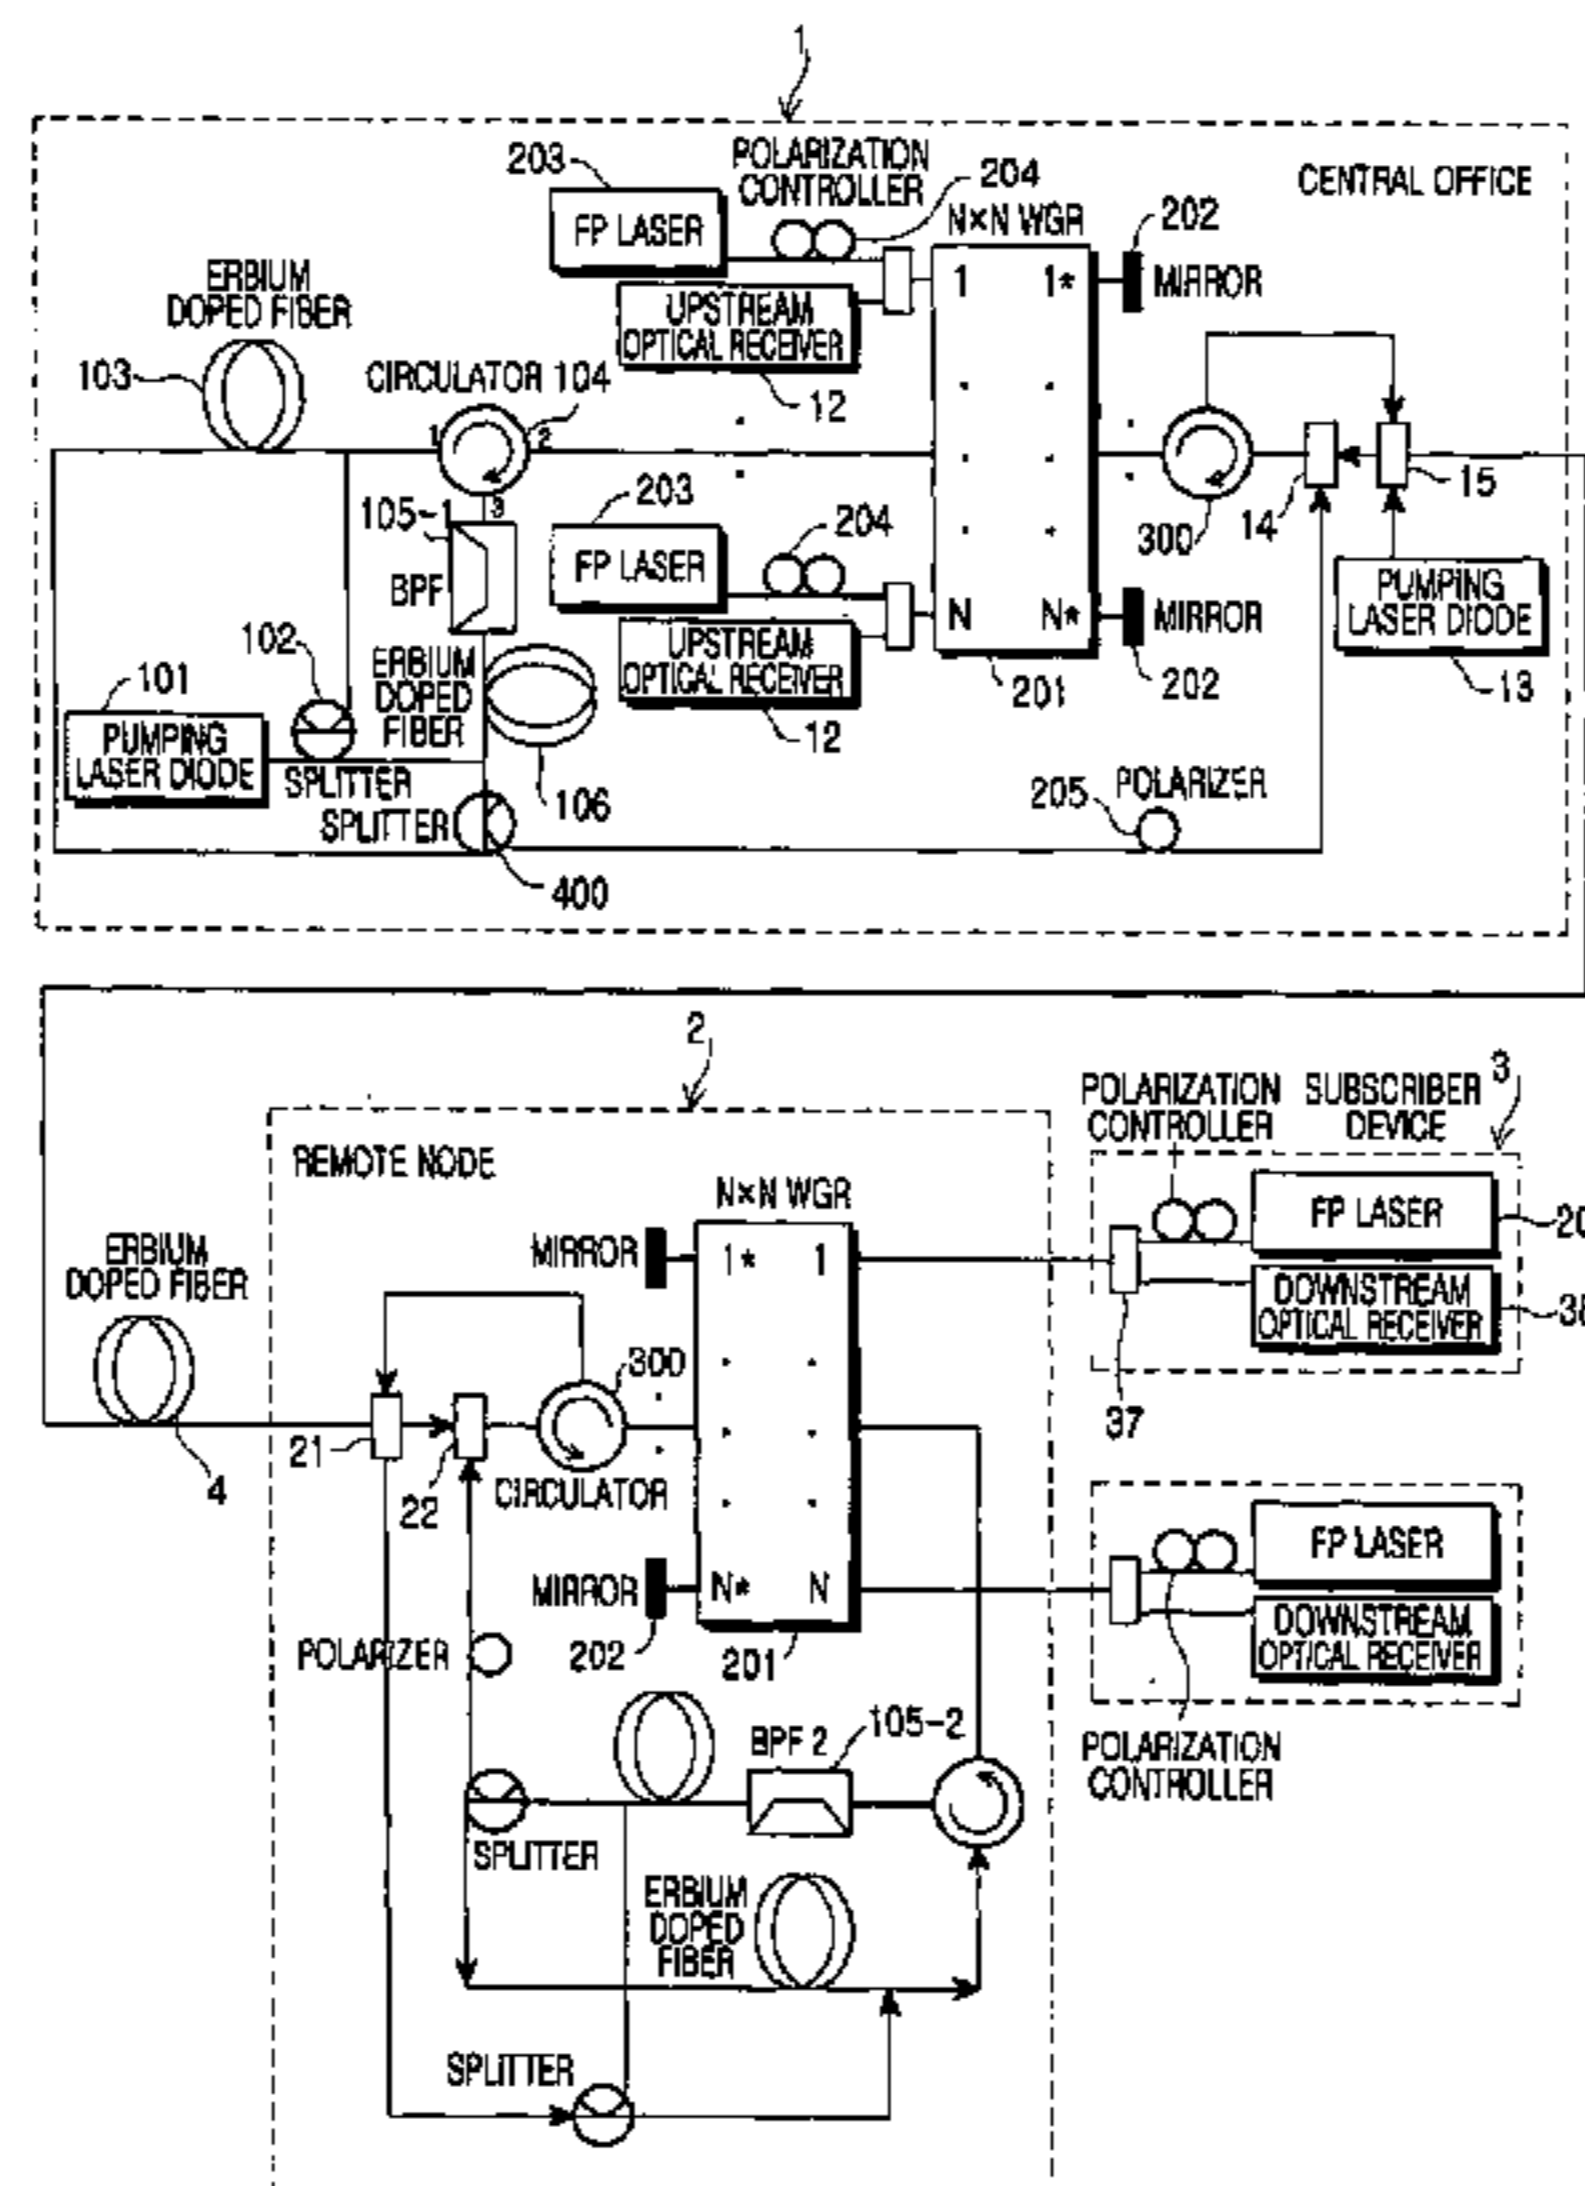 1
CENTRAL OFFICE
203
POLARIZATION
CONTROLLER
204
N×N WGR
202
FP LASER
1
1*
MIRROR
UPSTREAM
OPTICAL RECEIVER
12
ERBIUM
DOPED FIBER
103
CIRCULATOR 104
1
2
3
105-1
BPF
203
204
FP LASER
UPSTREAM
OPTICAL RECEIVER
12
N
N*
MIRROR
201
202
300
14
15
PUMPING
LASER DIODE
13
102
101
PUMPING
LASER DIODE
SPLITTER
ERBIUM
DOPED
FIBER
106
SPLITTER
400
205
POLARIZER
2
REMOTE NODE
N×N WGR
MIRROR
1*
1
ERBIUM
DOPED FIBER
4
21
22
300
CIRCULATOR
MIRROR
N*
N
202
201
POLARIZER
POLARIZATION
CONTROLLER
SUBSCRIBER
DEVICE
3
FP LASER
20
DOWNSTREAM
OPTICAL RECEIVER
38
37
FP LASER
DOWNSTREAM
OPTICAL RECEIVER
POLARIZATION
CONTROLLER
BPF 2
105-2
SPLITTER
ERBIUM
DOPED
FIBER
SPLITTER